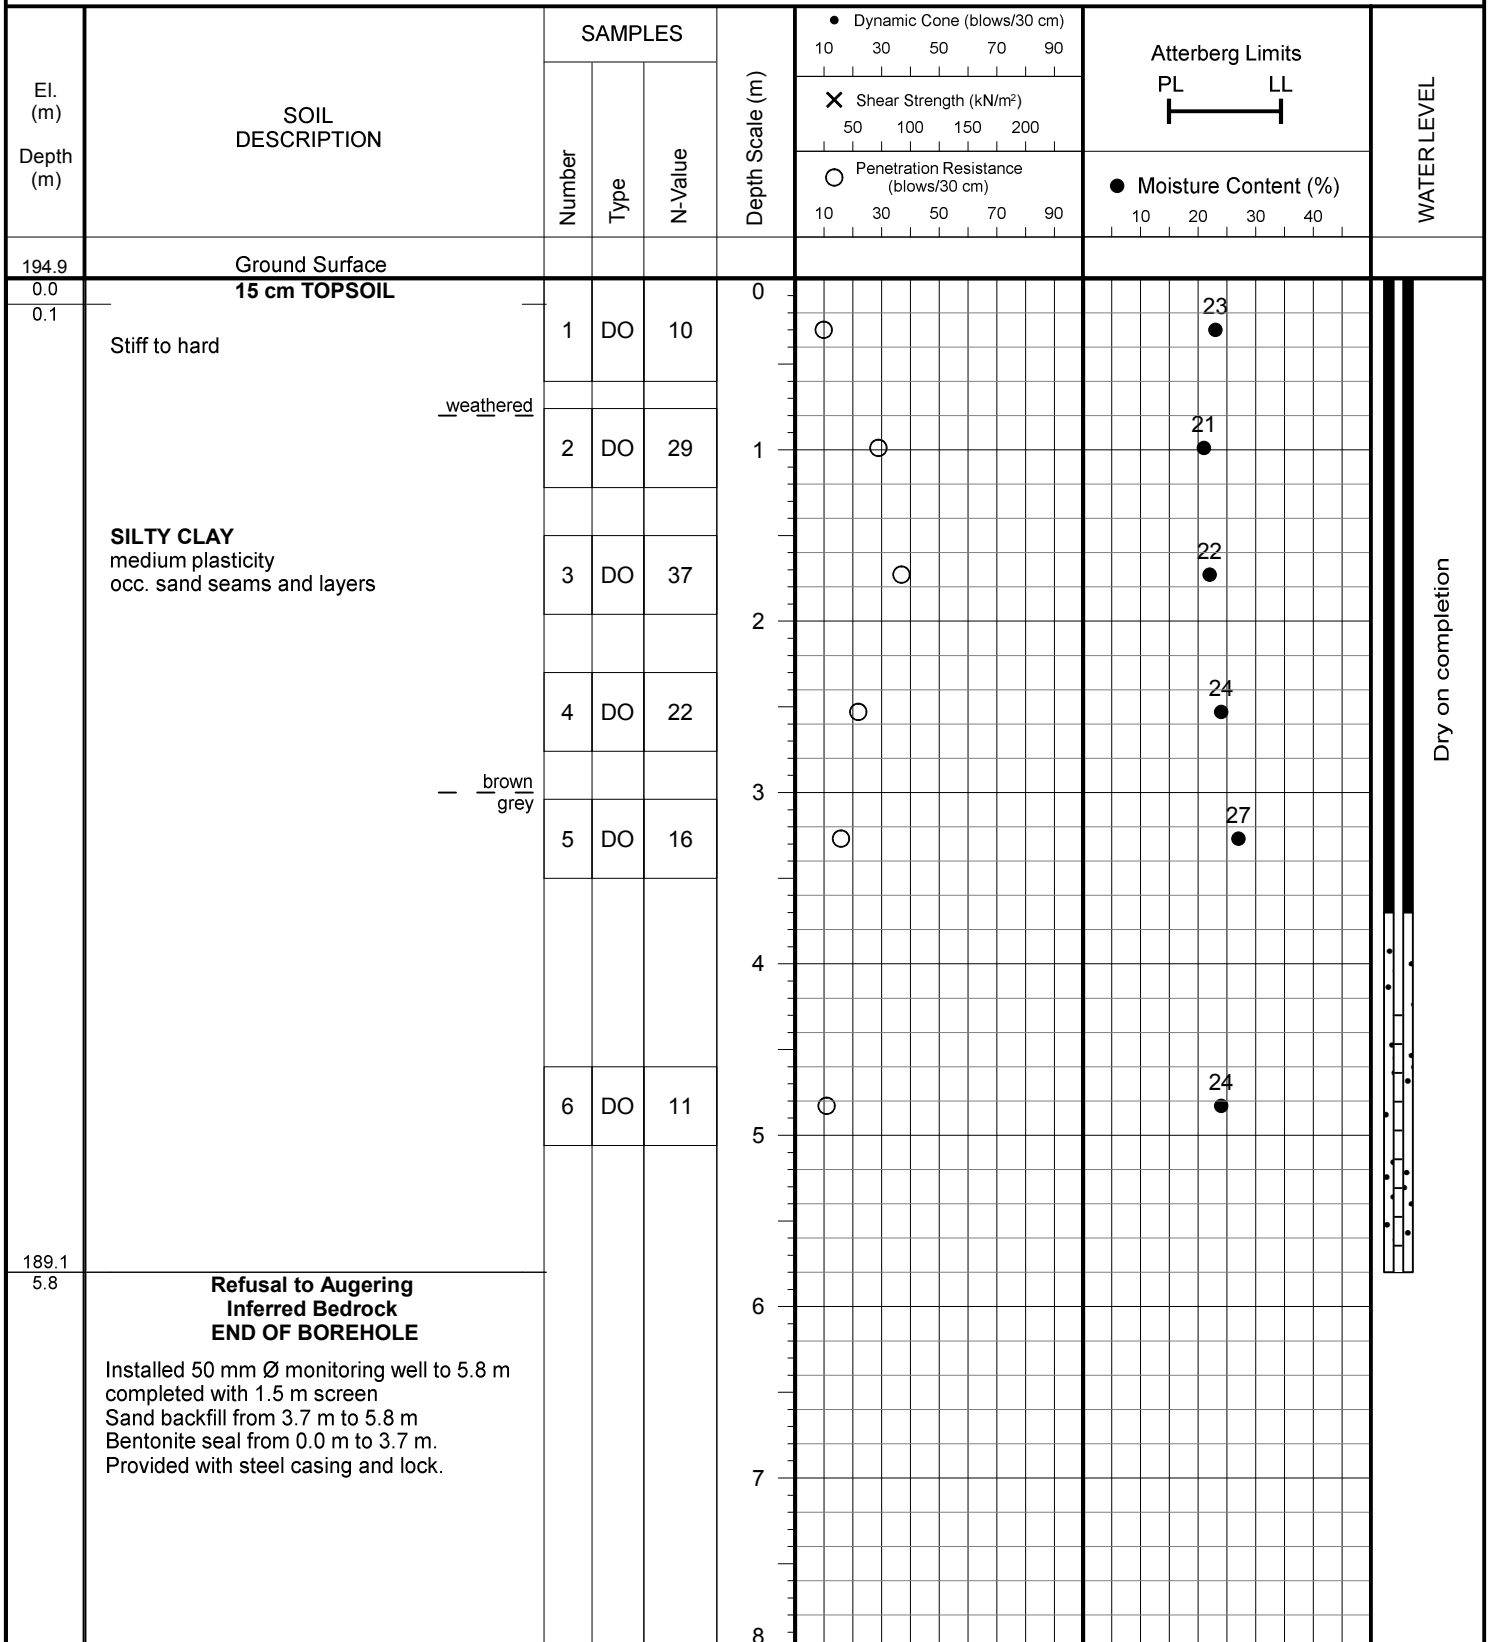 El.
(m)
Depth
(m)
SOIL
DESCRIPTION
SAMPLES
Number
Type
N-Value
Depth Scale (m)
Dynamic Cone (blows/30 cm)
10 30 50 70 90
Shear Strength (kN/m²)
50 100 150 200
Penetration Resistance
(blows/30 cm)
10 30 50 70 90
Atterberg Limits
PL LL
Moisture Content (%)
10 20 30 40
WATER LEVEL
194.9 Ground Surface
0.0 15 cm TOPSOIL 0
0.1
23
1 DO 10
Stiff to hard
weathered
21
2 DO 29 1
SILTY CLAY
medium plasticity
occ. sand seams and layers
22
3 DO 37
2
24
4 DO 22
Dry on completion
brown
3
grey
27
5 DO 16
4
24
6 DO 11
5
189.1
5.8
Refusal to Augering
Inferred Bedrock
END OF BOREHOLE
6
Installed 50 mm Ø monitoring well to 5.8 m
completed with 1.5 m screen
Sand backfill from 3.7 m to 5.8 m
Bentonite seal from 0.0 m to 3.7 m.
Provided with steel casing and lock.
7
8